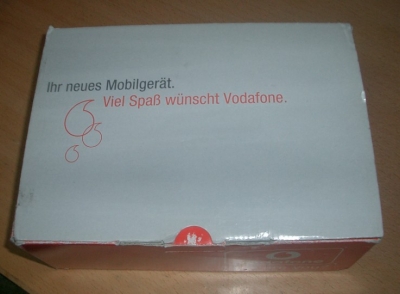 Ihr neues Mobilgerät.
Viel Spaß wünscht Vodafone.